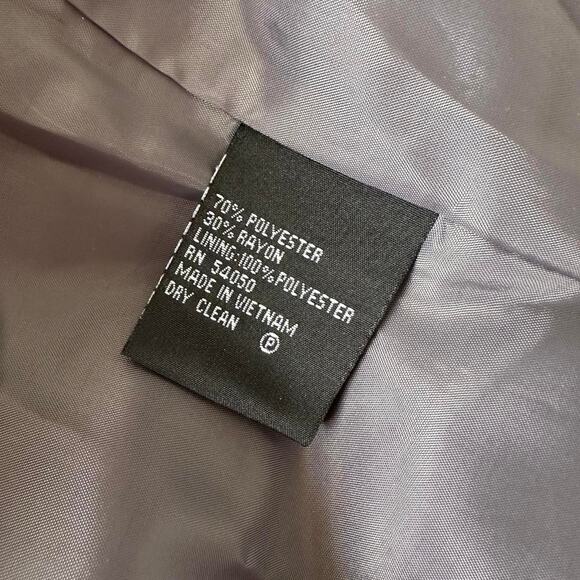 70% POLYESTER
30% RAYON
LINING:100% POLYESTER
RN 54050
MADE IN VIETNAM
DRY CLEAN Ⓟ